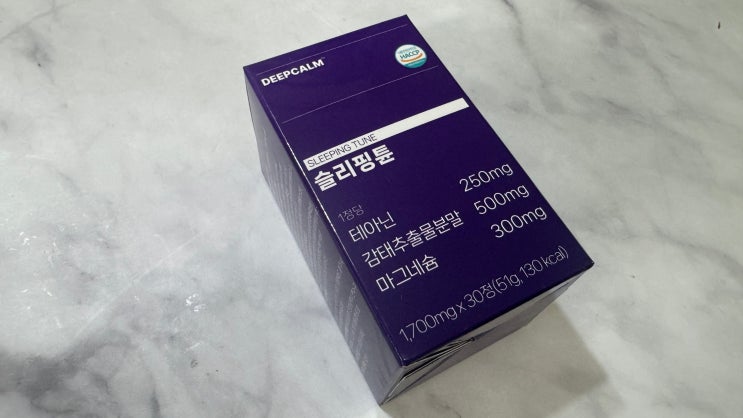 DEEPCALM
HACCP
SLEEPING TUNE
슬리핑튠
1정당
테아닌 250mg
감태추출물분말 500mg
마그네슘 300mg
1,700mg x 30정(51g, 130 kcal)